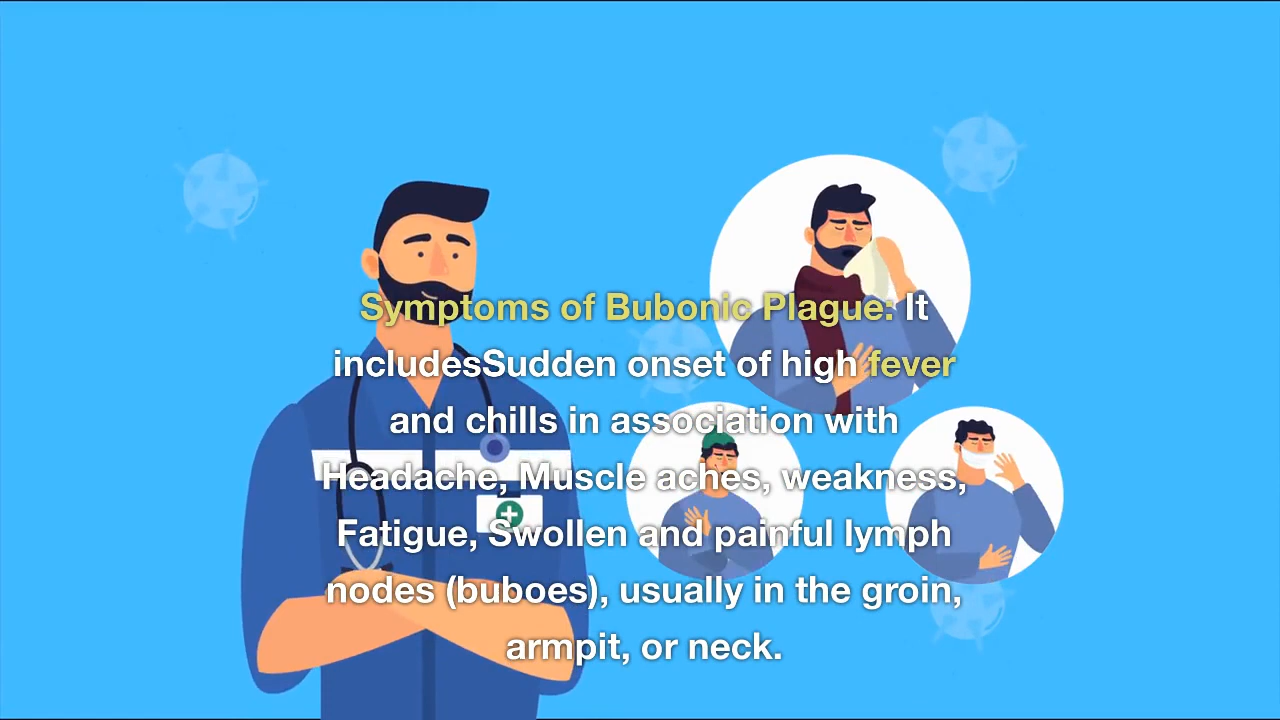 Symptoms of Bubonic Plague: It
includesSudden onset of high fever
and chills in association with
Headache, Muscle aches, weakness,
Fatigue, Swollen and painful lymph
nodes (buboes), usually in the groin,
armpit, or neck.